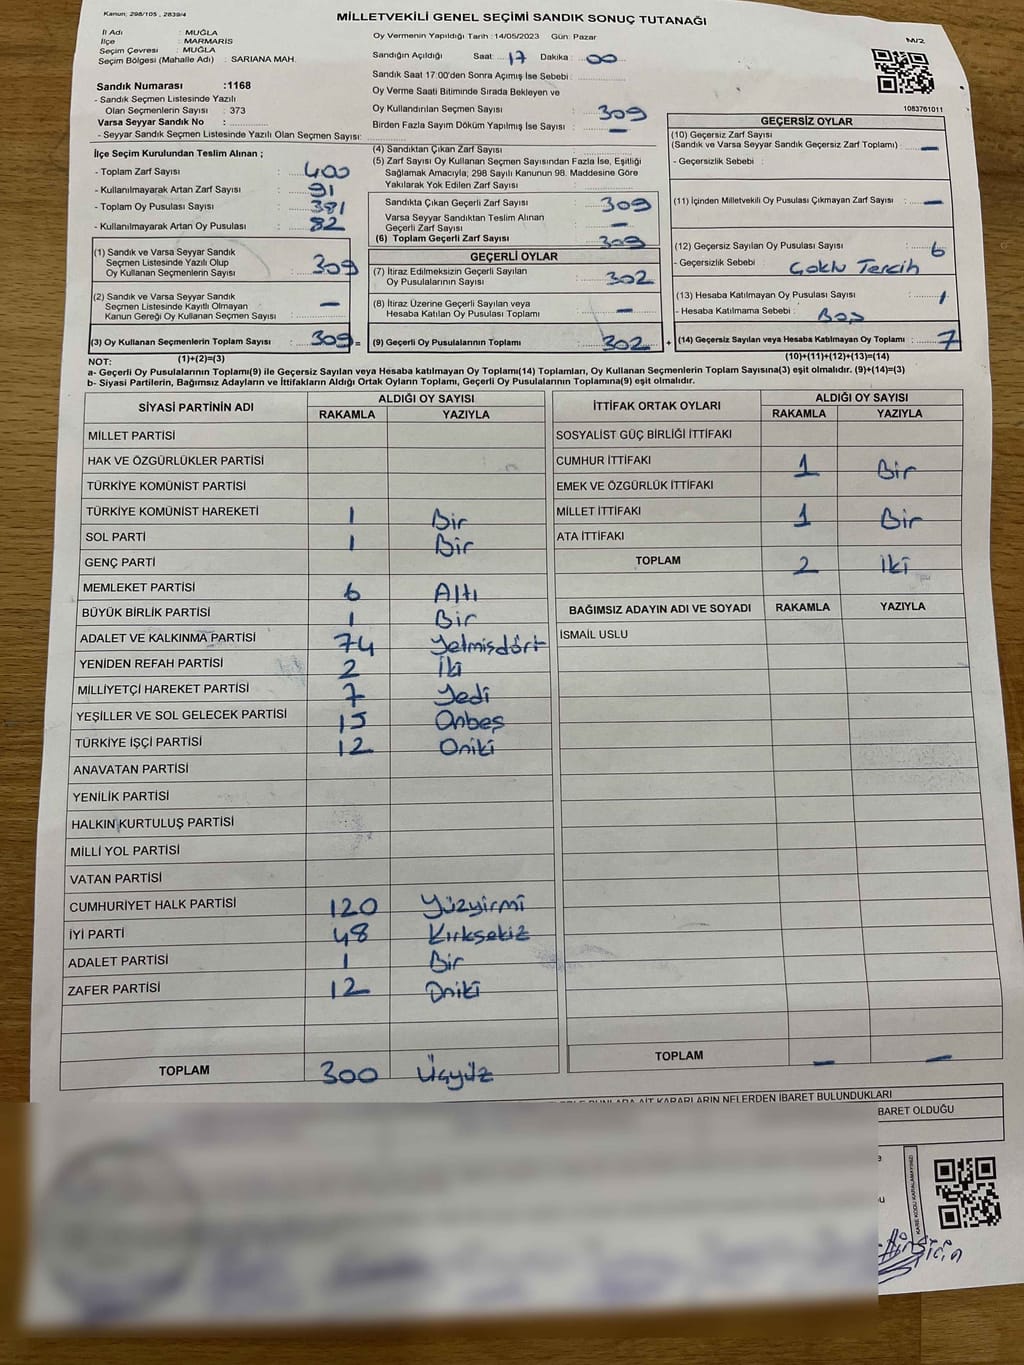 Kanun: 298/105 , 2839/4
MİLLETVEKİLİ GENEL SEÇİMİ SANDIK SONUÇ TUTANAĞI
M/2
İl Adı : MUĞLA
İlçe : MARMARİS
Seçim Çevresi : MUĞLA
Seçim Bölgesi (Mahalle Adı) : SARIANA MAH.
Oy Vermenin Yapıldığı Tarih : 14/05/2023 Gün: Pazar
Sandığın Açıldığı Saat: 17 Dakika : 00
Sandık Saat 17:00'den Sonra Açımış İse Sebebi :
Sandık Numarası :1168
- Sandık Seçmen Listesinde Yazılı
Olan Seçmenlerin Sayısı : 373
Varsa Seyyar Sandık No :
- Seyyar Sandık Seçmen Listesinde Yazılı Olan Seçmen Sayısı:
Oy Verme Saati Bitiminde Sırada Bekleyen ve
Oy Kullandırılan Seçmen Sayısı : 309
Birden Fazla Sayım Döküm Yapılmış İse Sayısı : -
1083761011
İlçe Seçim Kurulundan Teslim Alınan ;
- Toplam Zarf Sayısı : 400
- Kullanılmayarak Artan Zarf Sayısı : 91
- Toplam Oy Pusulası Sayısı : 381
- Kullanılmayarak Artan Oy Pusulası : 82
(4) Sandıktan Çıkan Zarf Sayısı :
(5) Zarf Sayısı Oy Kullanan Seçmen Sayısından Fazla İse, Eşitliği
Sağlamak Amacıyla; 298 Sayılı Kanunun 98. Maddesine Göre
Yakılarak Yok Edilen Zarf Sayısı :
Sandıkta Çıkan Geçerli Zarf Sayısı : 309
Varsa Seyyar Sandıktan Teslim Alınan
Geçerli Zarf Sayısı : -
(6) Toplam Geçerli Zarf Sayısı : 309
GEÇERSİZ OYLAR
(10) Geçersiz Zarf Sayısı
(Sandık ve Varsa Seyyar Sandık Geçersiz Zarf Toplamı) : -
- Geçersizlik Sebebi :
(11) İçinden Milletvekili Oy Pusulası Çıkmayan Zarf Sayısı : -
(12) Geçersiz Sayılan Oy Pusulası Sayısı : 6
- Geçersizlik Sebebi : Çoklu Tercih
(13) Hesaba Katılmayan Oy Pusulası Sayısı : 1
- Hesaba Katılmama Sebebi : Boş
(14) Geçersiz Sayılan veya Hesaba Katılmayan Oy Toplamı : 7
(10)+(11)+(12)+(13)=(14)
(1) Sandık ve Varsa Seyyar Sandık
Seçmen Listesinde Yazılı Olup
Oy Kullanan Seçmenlerin Sayısı : 309
(2) Sandık ve Varsa Seyyar Sandık
Seçmen Listesinde Kayıtlı Olmayan
Kanun Gereği Oy Kullanan Seçmen Sayısı : -
(3) Oy Kullanan Seçmenlerin Toplam Sayısı : 309 =
(1)+(2)=(3)
GEÇERLİ OYLAR
(7) İtiraz Edilmeksizin Geçerli Sayılan
Oy Pusulalarının Sayısı : 302
(8) İtiraz Üzerine Geçerli Sayılan veya
Hesaba Katılan Oy Pusulası Toplamı : -
(9) Geçerli Oy Pusulalarının Toplamı : 302 +
NOT:
a- Geçerli Oy Pusulalarının Toplamı(9) ile Geçersiz Sayılan veya Hesaba katılmayan Oy Toplamı(14) Toplamları, Oy Kullanan Seçmenlerin Toplam Sayısına(3) eşit olmalıdır. (9)+(14)=(3)
b- Siyasi Partilerin, Bağımsız Adayların ve İttifakların Aldığı Ortak Oyların Toplamı, Geçerli Oy Pusulalarının Toplamına(9) eşit olmalıdır.
SİYASİ PARTİNİN ADI ALDIĞI OY SAYISI
RAKAMLA YAZIYLA
MİLLET PARTİSİ
HAK VE ÖZGÜRLÜKLER PARTİSİ
TÜRKİYE KOMÜNİST PARTİSİ
TÜRKİYE KOMÜNİST HAREKETİ 1 Bir
SOL PARTİ 1 Bir
GENÇ PARTİ
MEMLEKET PARTİSİ 6 Altı
BÜYÜK BİRLİK PARTİSİ 1 Bir
ADALET VE KALKINMA PARTİSİ 74 Yetmişdört
YENİDEN REFAH PARTİSİ 2 İki
MİLLİYETÇİ HAREKET PARTİSİ 7 Yedi
YEŞİLLER VE SOL GELECEK PARTİSİ 15 Onbeş
TÜRKİYE İŞÇİ PARTİSİ 12 Oniki
ANAVATAN PARTİSİ
YENİLİK PARTİSİ
HALKIN KURTULUŞ PARTİSİ
MİLLİ YOL PARTİSİ
VATAN PARTİSİ
CUMHURİYET HALK PARTİSİ 120 Yüzyirmi
İYİ PARTİ 48 Kırksekiz
ADALET PARTİSİ 1 Bir
ZAFER PARTİSİ 12 Oniki
TOPLAM 300 Üçyüz
İTTİFAK ORTAK OYLARI ALDIĞI OY SAYISI
RAKAMLA YAZIYLA
SOSYALİST GÜÇ BİRLİĞİ İTTİFAKI
CUMHUR İTTİFAKI 1 Bir
EMEK VE ÖZGÜRLÜK İTTİFAKI
MİLLET İTTİFAKI 1 Bir
ATA İTTİFAKI
TOPLAM 2 İki
BAĞIMSIZ ADAYIN ADI VE SOYADI RAKAMLA YAZIYLA
İSMAİL USLU
TOPLAM - -
BUNLARA AİT KARARLARIN NELERDEN İBARET BULUNDUKLARI
BARET OLDUĞU
KARE KODU KARALAMAYINIZ!